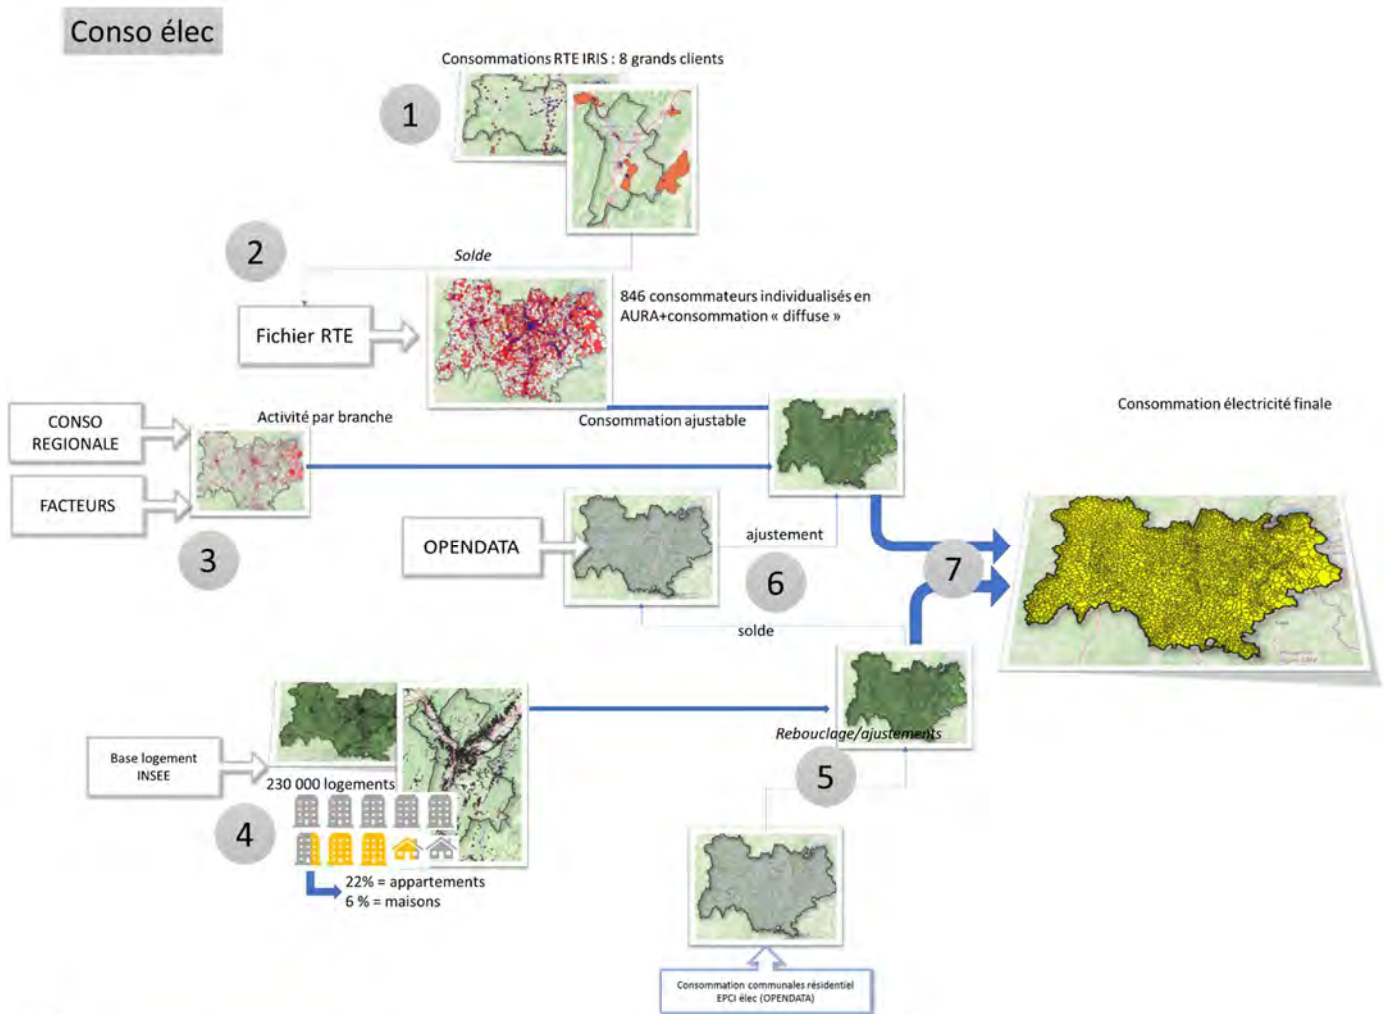 Conso élec
Consommations RTE IRIS : 8 grands clients
1
2
Solde
846 consommateurs individualisés en
AURA+consommation « diffuse »
Fichier RTE
Consommation électricité finale
CONSO
REGIONALE
Activité par branche
Consommation ajustable
FACTEURS
3
OPENDATA
ajustement
6
7
solde
Rebouclage/ajustements
Base logement
INSEE
230 000 logements
5
4
22% = appartements
6 % = maisons
Consommation communales résidentiel
EPCI élec (OPENDATA)